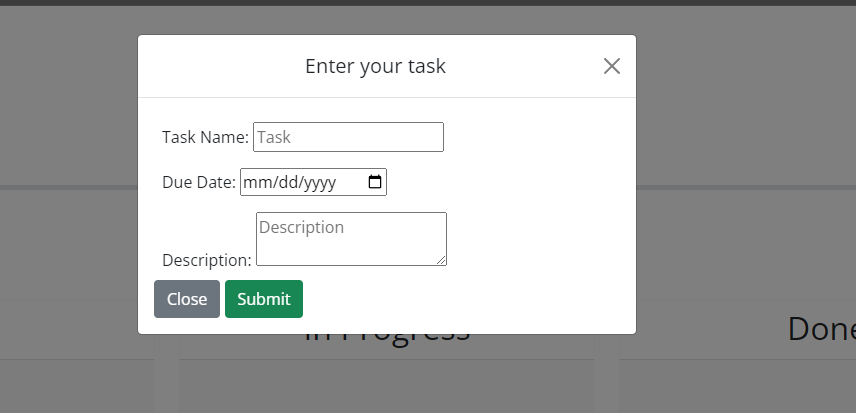 Enter your task
Task Name: Task
Due Date: mm/dd/yyyy
Description: Description
Close Submit
In Progress
Done